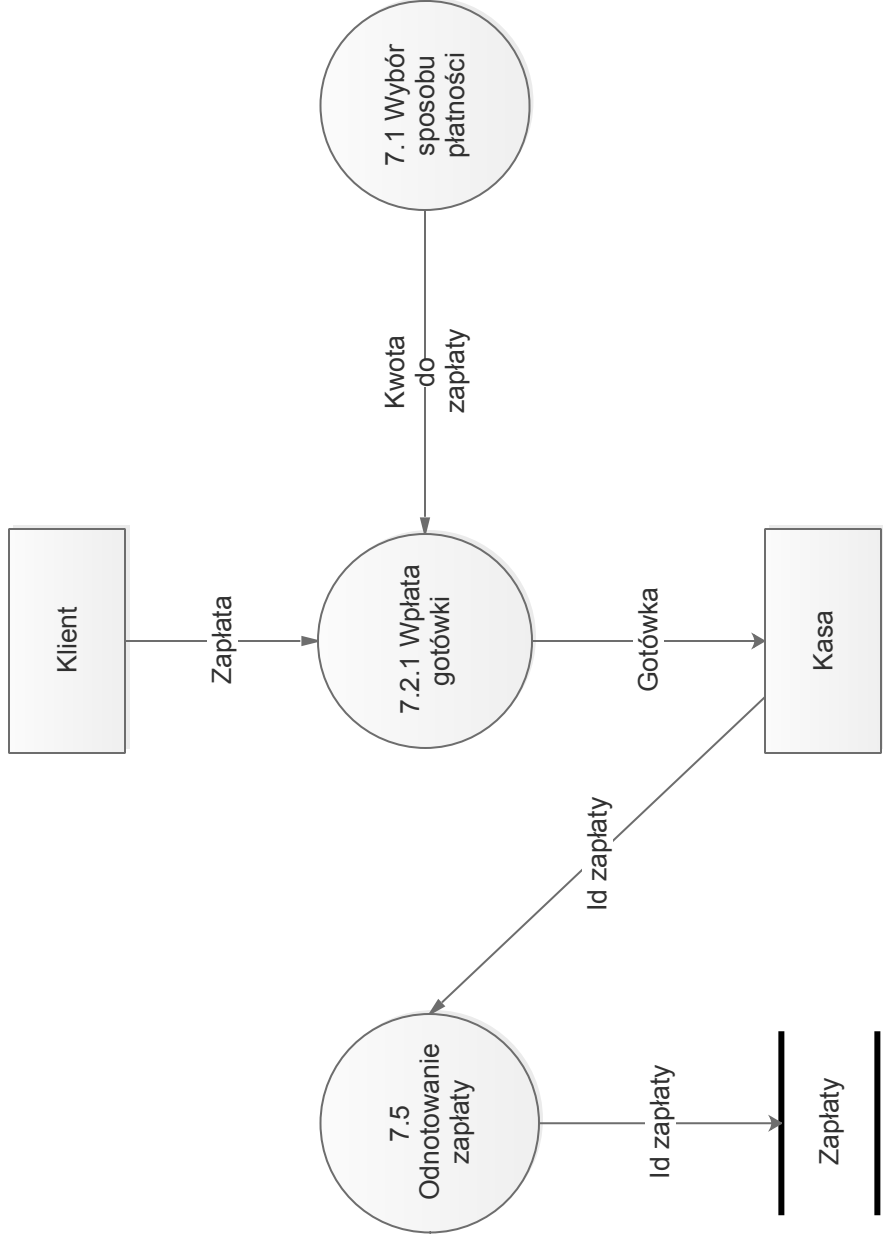 Klient
Zapłata
7.5
Odnotowanie
zapłaty
7.2.1 Wpłata
gotówki
Kwota
do
zapłaty
7.1 Wybór
sposobu
płatności
Id zapłaty
Id zapłaty
Gotówka
Zapłaty
Kasa